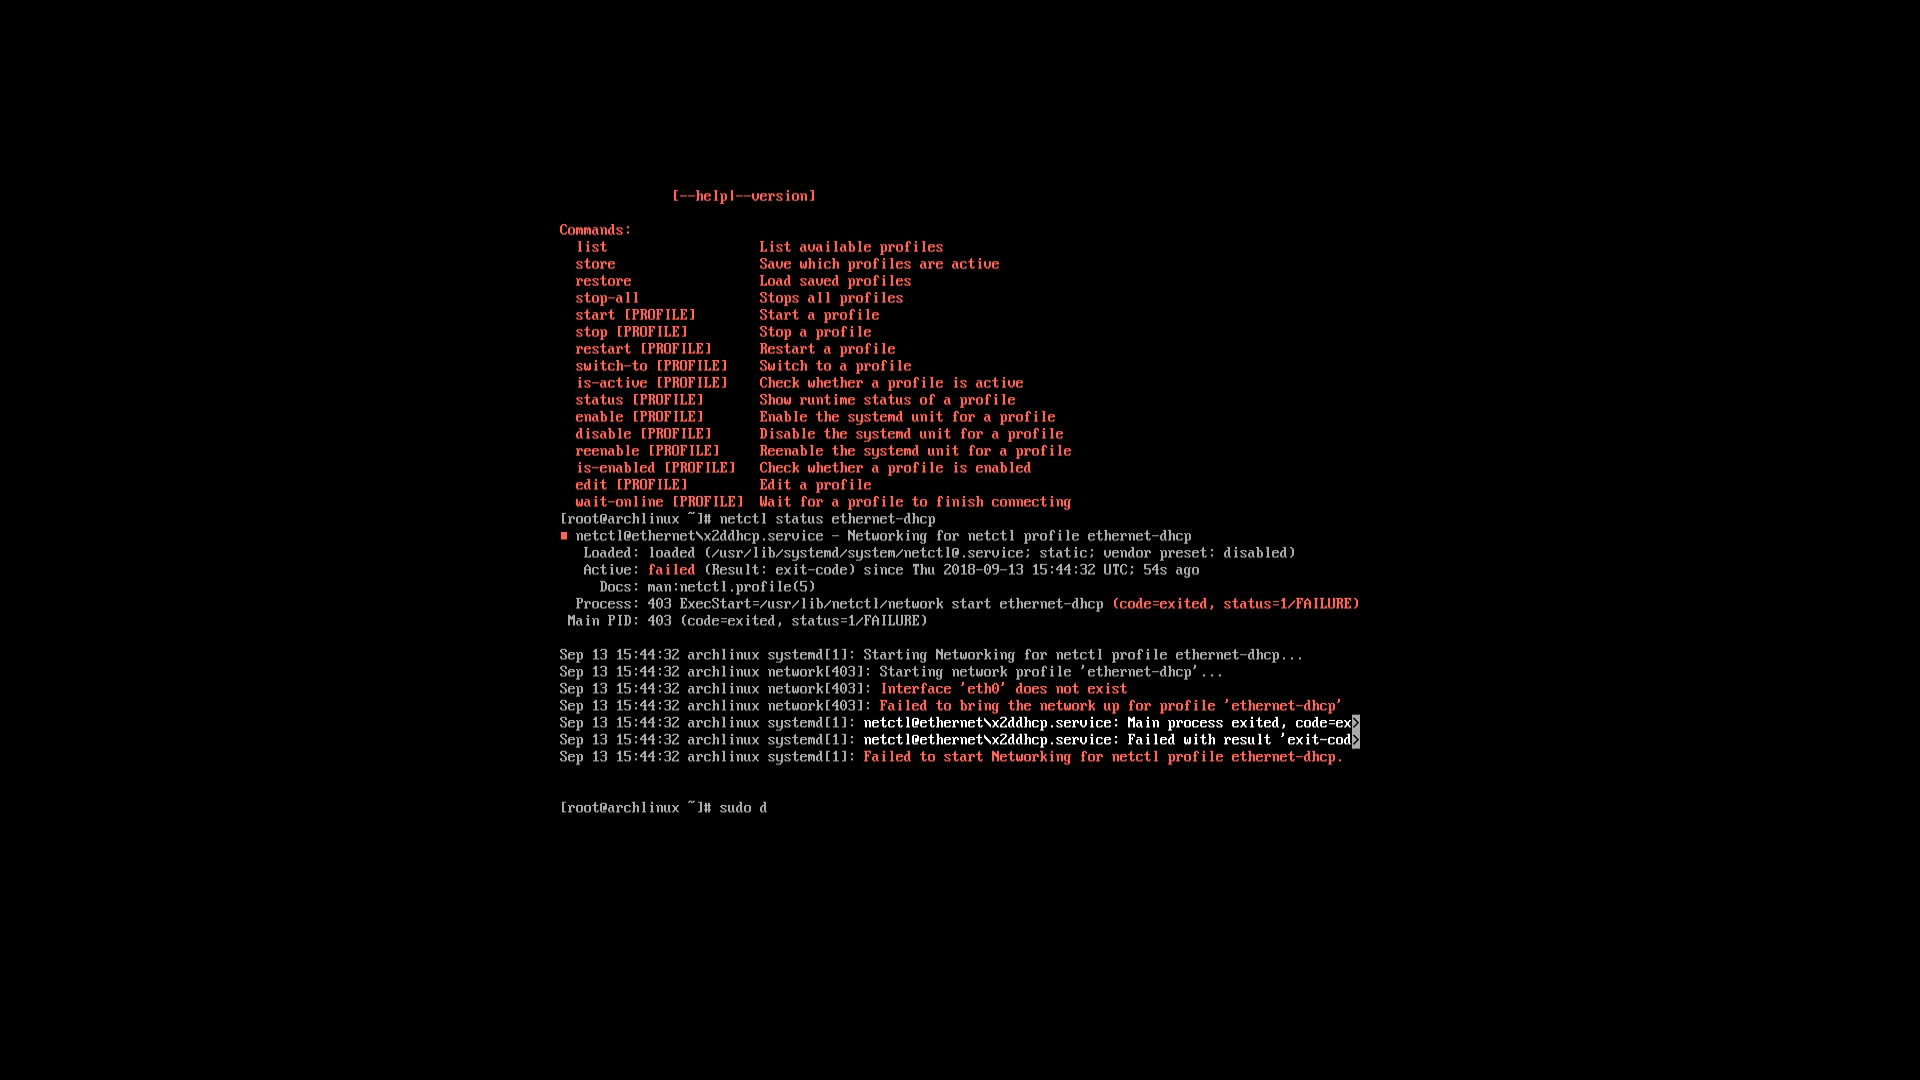 [--help|--version]
Commands:
list List available profiles
store Save which profiles are active
restore Load saved profiles
stop-all Stops all profiles
start [PROFILE] Start a profile
stop [PROFILE] Stop a profile
restart [PROFILE] Restart a profile
switch-to [PROFILE] Switch to a profile
is-active [PROFILE] Check whether a profile is active
status [PROFILE] Show runtime status of a profile
enable [PROFILE] Enable the systemd unit for a profile
disable [PROFILE] Disable the systemd unit for a profile
reenable [PROFILE] Reenable the systemd unit for a profile
is-enabled [PROFILE] Check whether a profile is enabled
edit [PROFILE] Edit a profile
wait-online [PROFILE] Wait for a profile to finish connecting
[root@archlinux ~]# netctl status ethernet-dhcp
■ netctl@ethernet\x2ddhcp.service - Networking for netctl profile ethernet-dhcp
Loaded: loaded (/usr/lib/systemd/system/netctl@.service; static; vendor preset: disabled)
Active: failed (Result: exit-code) since Thu 2018-09-13 15:44:32 UTC; 54s ago
Docs: man:netctl.profile(5)
Process: 403 ExecStart=/usr/lib/netctl/network start ethernet-dhcp (code=exited, status=1/FAILURE)
Main PID: 403 (code=exited, status=1/FAILURE)
Sep 13 15:44:32 archlinux systemd[1]: Starting Networking for netctl profile ethernet-dhcp...
Sep 13 15:44:32 archlinux network[403]: Starting network profile 'ethernet-dhcp'...
Sep 13 15:44:32 archlinux network[403]: Interface 'eth0' does not exist
Sep 13 15:44:32 archlinux network[403]: Failed to bring the network up for profile 'ethernet-dhcp'
Sep 13 15:44:32 archlinux systemd[1]: netctl@ethernet\x2ddhcp.service: Main process exited, code=ex>
Sep 13 15:44:32 archlinux systemd[1]: netctl@ethernet\x2ddhcp.service: Failed with result 'exit-cod>
Sep 13 15:44:32 archlinux systemd[1]: Failed to start Networking for netctl profile ethernet-dhcp.
[root@archlinux ~]# sudo d